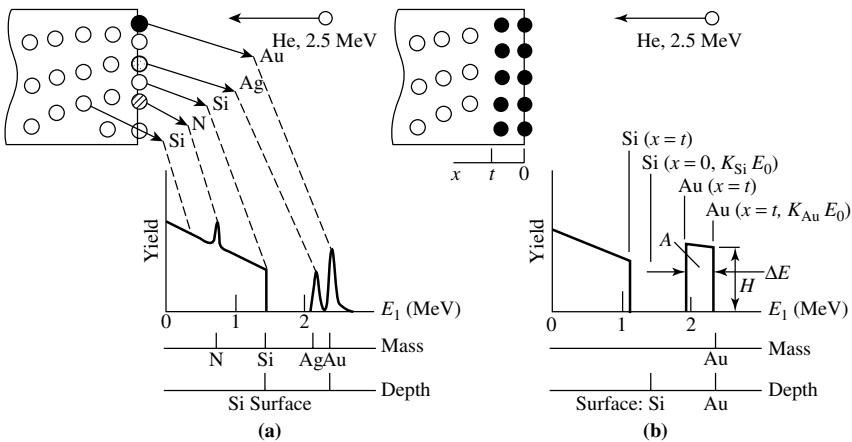 He, 2.5 MeV
Au
Ag
Si
N
Si
Yield
0
1
2
E1 (MeV)
Mass
N
Si
Ag
Au
Depth
Si Surface
(a)
He, 2.5 MeV
x
t
0
Si (x = t)
Si (x = 0, KSi E0)
Au (x = t)
Au (x = t, KAu E0)
A
ΔE
H
Yield
0
1
2
E1 (MeV)
Mass
Au
Depth
Surface: Si
Au
(b)